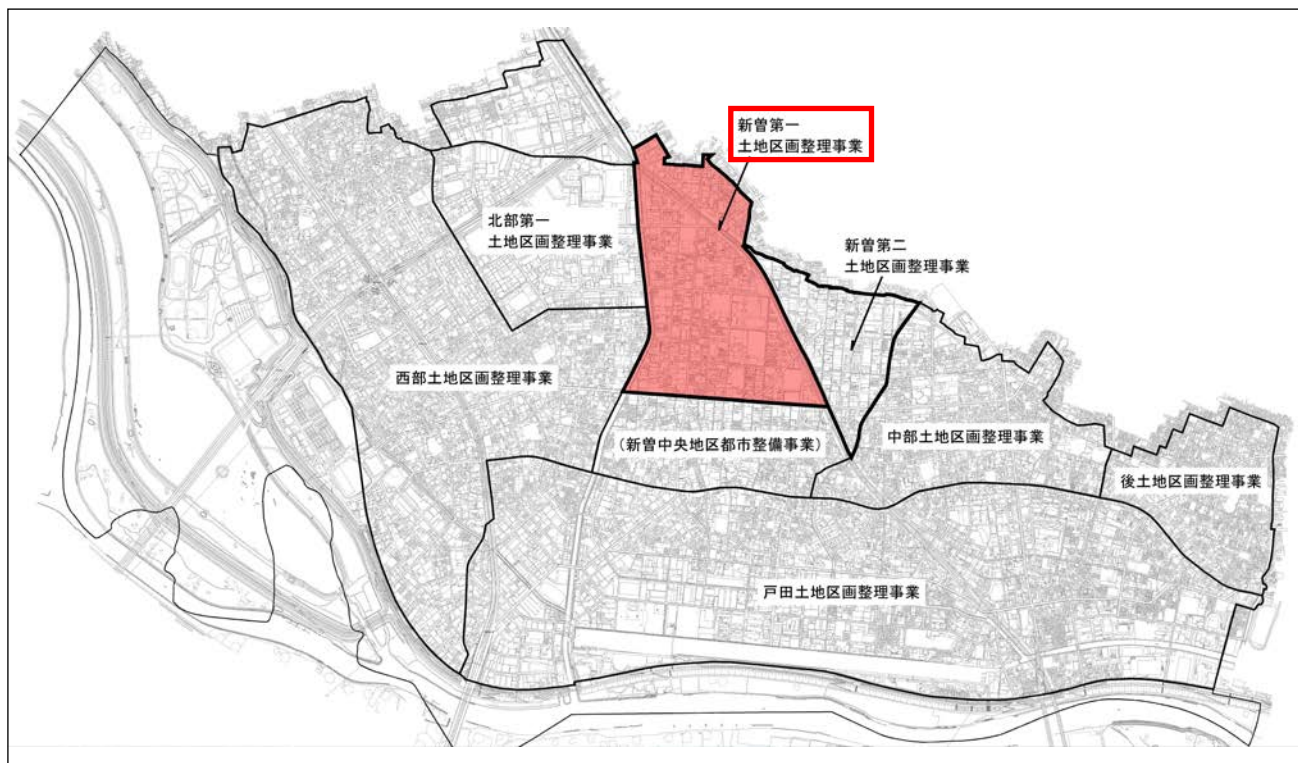 新曽第一
土地区画整理事業
北部第一
土地区画整理事業
新曽第二
土地区画整理事業
西部土地区画整理事業
（新曽中央地区都市整備事業）
中部土地区画整理事業
後土地区画整理事業
戸田土地区画整理事業